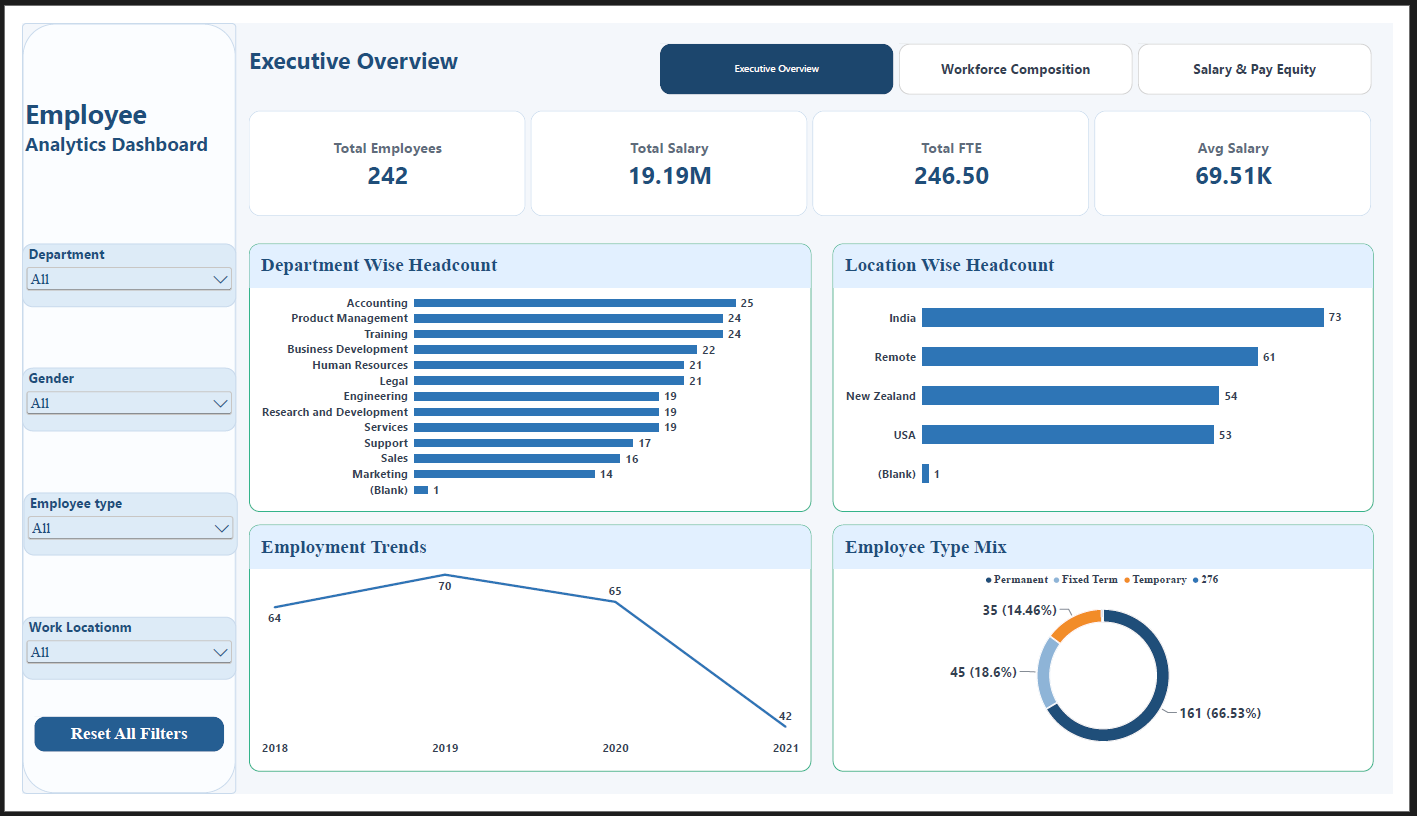 Employee
Analytics Dashboard
Department
All
Gender
All
Employee type
All
Work Locationm
All
Reset All Filters
Executive Overview
Executive Overview
Workforce Composition
Salary & Pay Equity
Total Employees
242
Total Salary
19.19M
Total FTE
246.50
Avg Salary
69.51K
Department Wise Headcount
Accounting 25
Product Management 24
Training 24
Business Development 22
Human Resources 21
Legal 21
Engineering 19
Research and Development 19
Services 19
Support 17
Sales 16
Marketing 14
(Blank) 1
Location Wise Headcount
India 73
Remote 61
New Zealand 54
USA 53
(Blank) 1
Employment Trends
64
70
65
42
2018 2019 2020 2021
Employee Type Mix
Permanent Fixed Term Temporary 276
35 (14.46%)
45 (18.6%)
161 (66.53%)